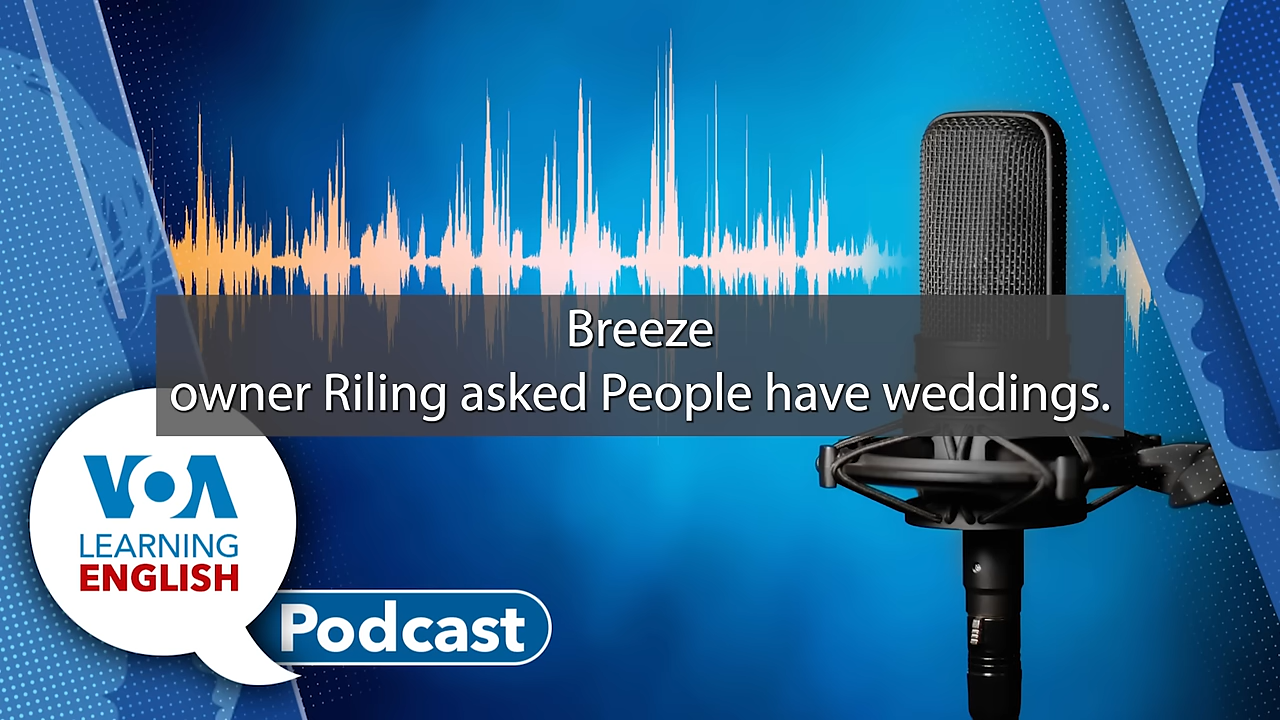 Breeze
owner Riling asked People have weddings.
VOA
LEARNING
ENGLISH
Podcast